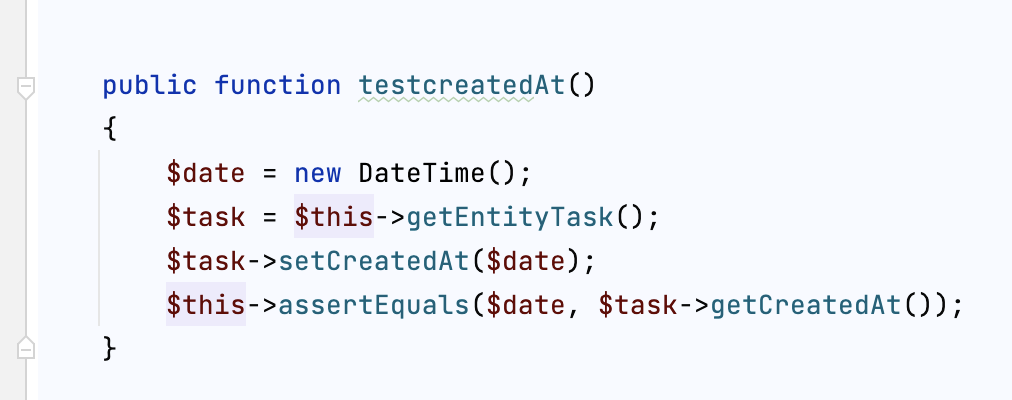 public function testcreatedAt()
{
    $date = new DateTime();
    $task = $this->getEntityTask();
    $task->setCreatedAt($date);
    $this->assertEquals($date, $task->getCreatedAt());
}